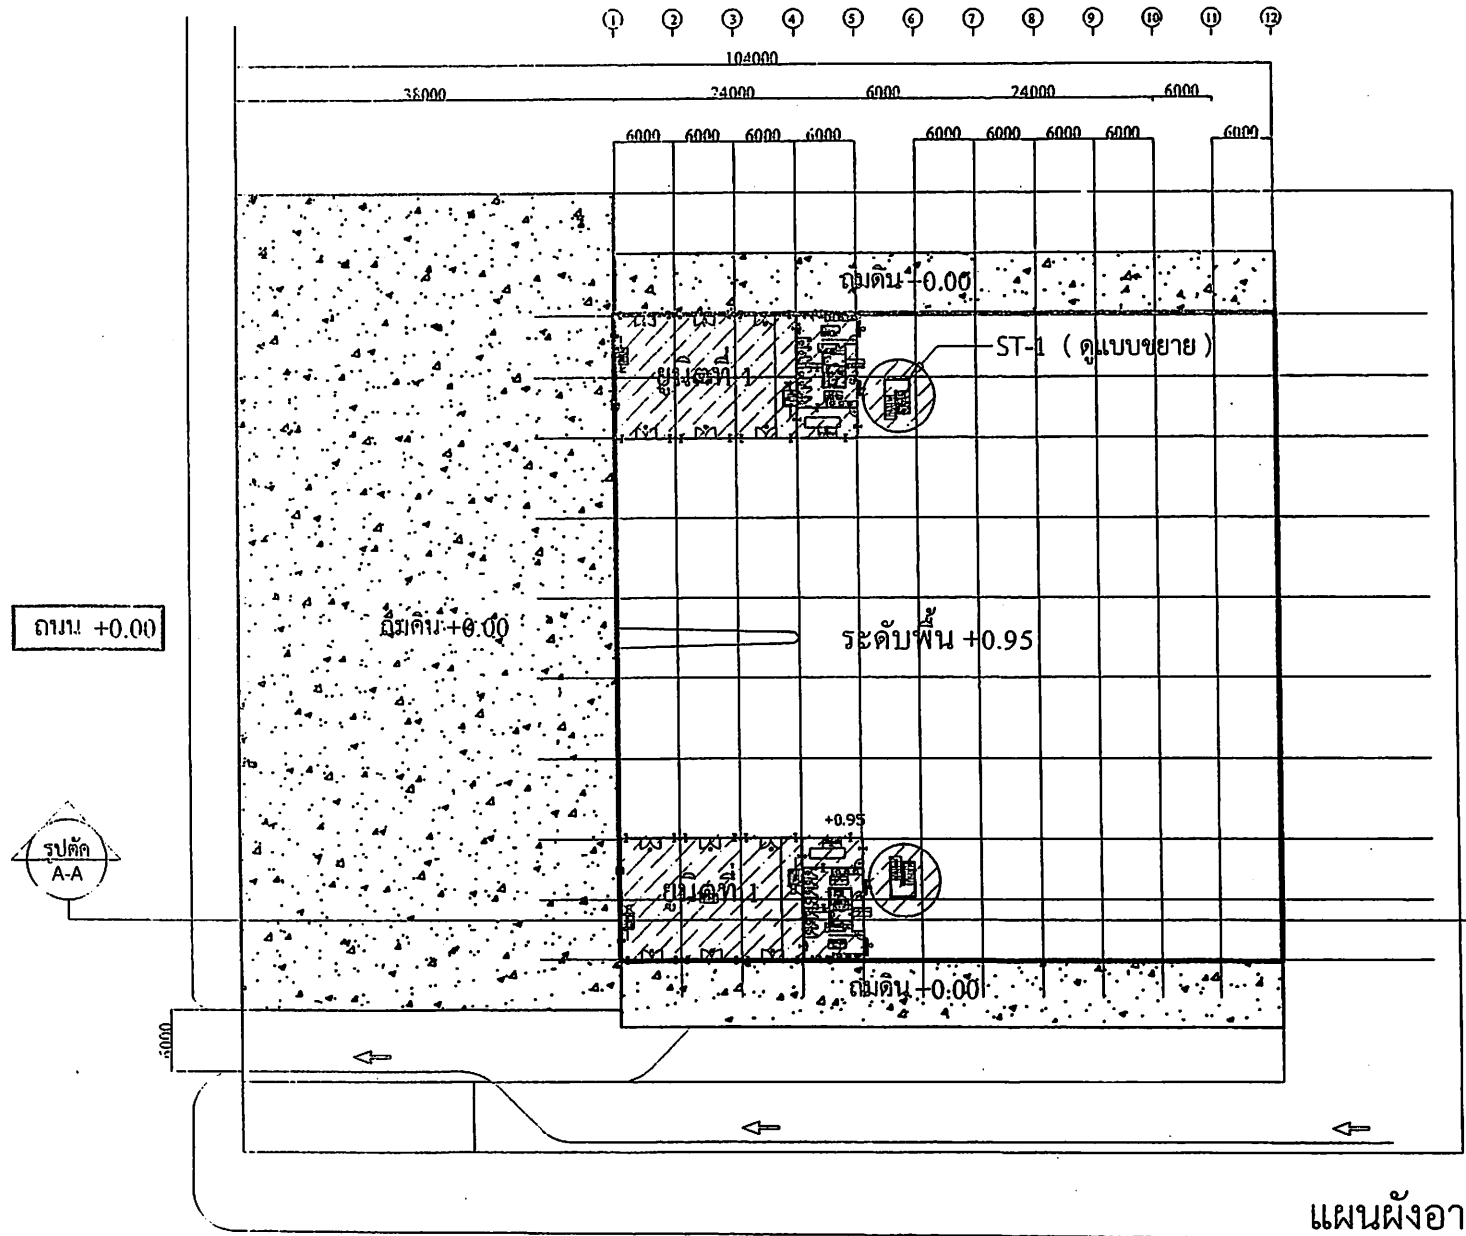 1 2 3 4 5 6 7 8 9 10 11 12
104000
38000 24000 6000 24000 6000
6000 6000 6000 6000 6000 6000 6000 6000 6000
ถมดิน +0.00
ST-1 ( ดูแบบขยาย )
ยูนิตที่ 1
ถนน +0.00
ถมดิน +0.00
ระดับพื้น +0.95
+0.95
รูปตัด
A-A
ยูนิตที่ 1
ถมดิน +0.00
6000
แผนผังอา